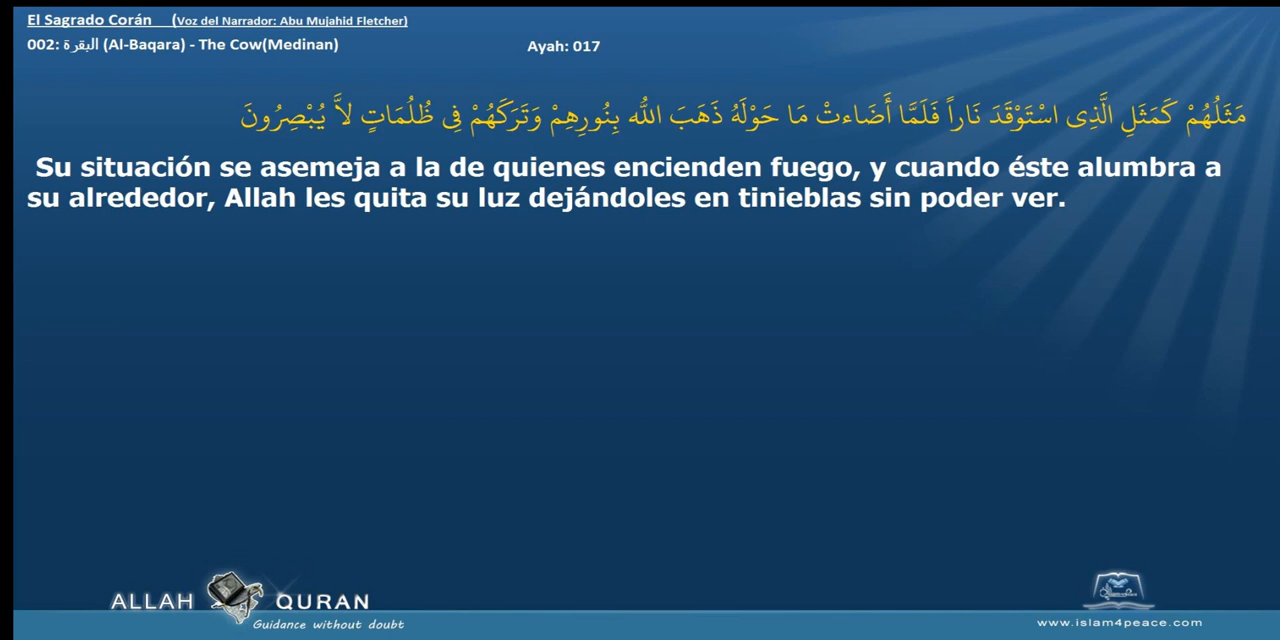 El Sagrado Corán (Voz del Narrador: Abu Mujahid Fletcher)
002: البقرة (Al-Baqara) - The Cow(Medinan) Ayah: 017
مَثَلُهُمْ كَمَثَلِ الَّذِى اسْتَوْقَدَ نَاراً فَلَمَّا أَضَاءتْ مَا حَوْلَهُ ذَهَبَ اللّه بِنُورِهِمْ وَتَرَكَهُمْ فِى ظُلُمَاتٍ لاَّ يُبْصِرُونَ
Su situación se asemeja a la de quienes encienden fuego, y cuando éste alumbra a
su alrededor, Allah les quita su luz dejándoles en tinieblas sin poder ver.
ALLAH QURAN
Guidance without doubt
www.islam4peace.com